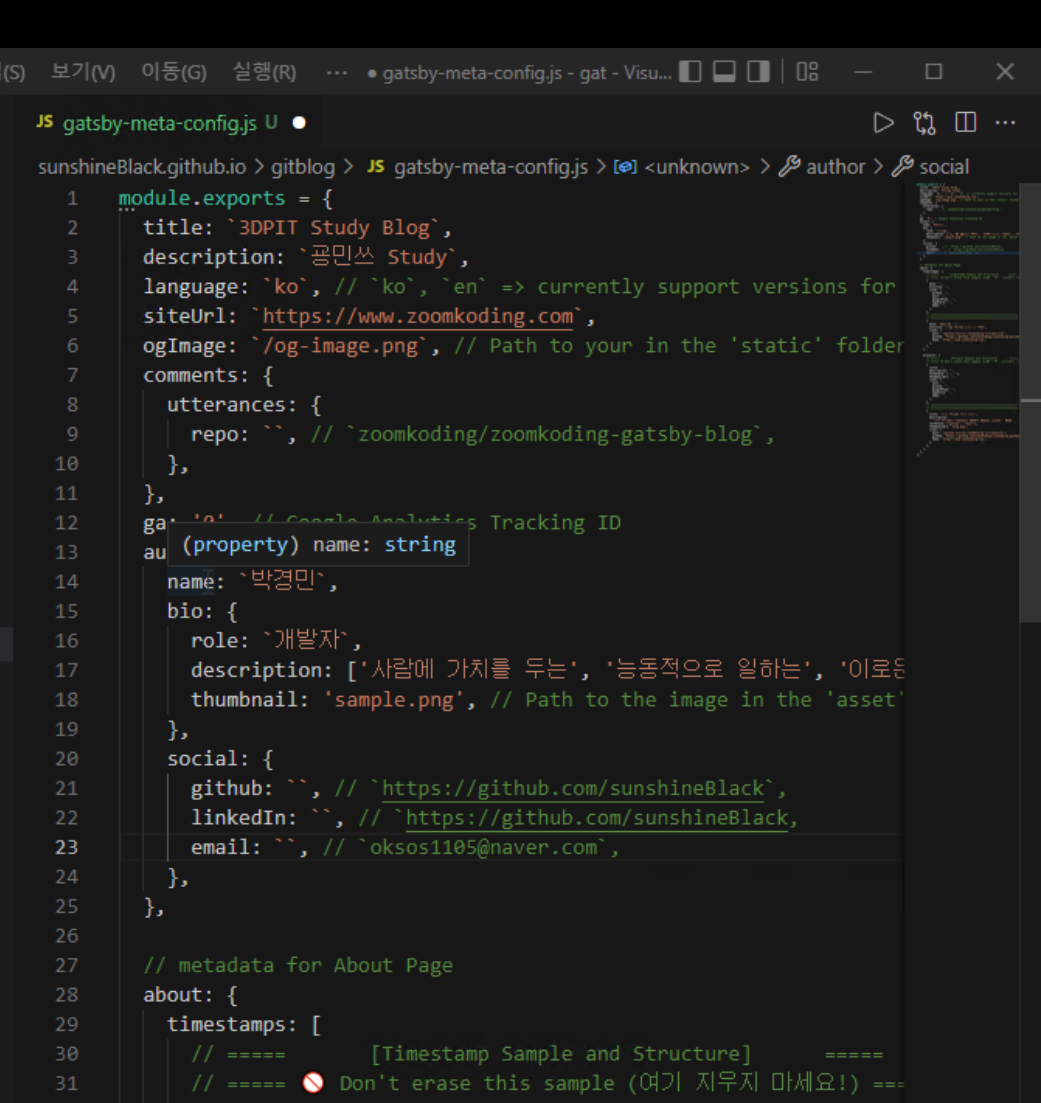 (S) 보기(V) 이동(G) 실행(R) ··· ● gatsby-meta-config.js - gat - Visu...
JS gatsby-meta-config.js U ●
sunshineBlack.github.io > gitblog > JS gatsby-meta-config.js > <unknown> > author > social
1 module.exports = {
2 title: `3DPIT Study Blog`,
3 description: `공민쓰 Study`,
4 language: `ko`, // `ko`, `en` => currently support versions for
5 siteUrl: `https://www.zoomkoding.com`,
6 ogImage: `/og-image.png`, // Path to your in the 'static' folder
7 comments: {
8 utterances: {
9 repo: ``, // `zoomkoding/zoomkoding-gatsby-blog`,
10 },
11 },
12 ga: '0', // Google Analytics Tracking ID
(property) name: string
13 au
14 name: `박경민`,
15 bio: {
16 role: `개발자`,
17 description: ['사람에 가치를 두는', '능동적으로 일하는', '이로운
18 thumbnail: 'sample.png', // Path to the image in the 'asset'
19 },
20 social: {
21 github: ``, // `https://github.com/sunshineBlack`,
22 linkedIn: ``, // `https://github.com/sunshineBlack,
23 email: ``, // `oksos1105@naver.com`,
24 },
25 },
26
27 // metadata for About Page
28 about: {
29 timestamps: [
30 // ===== [Timestamp Sample and Structure] =====
31 // ===== 🚫 Don't erase this sample (여기 지우지 마세요!) ===